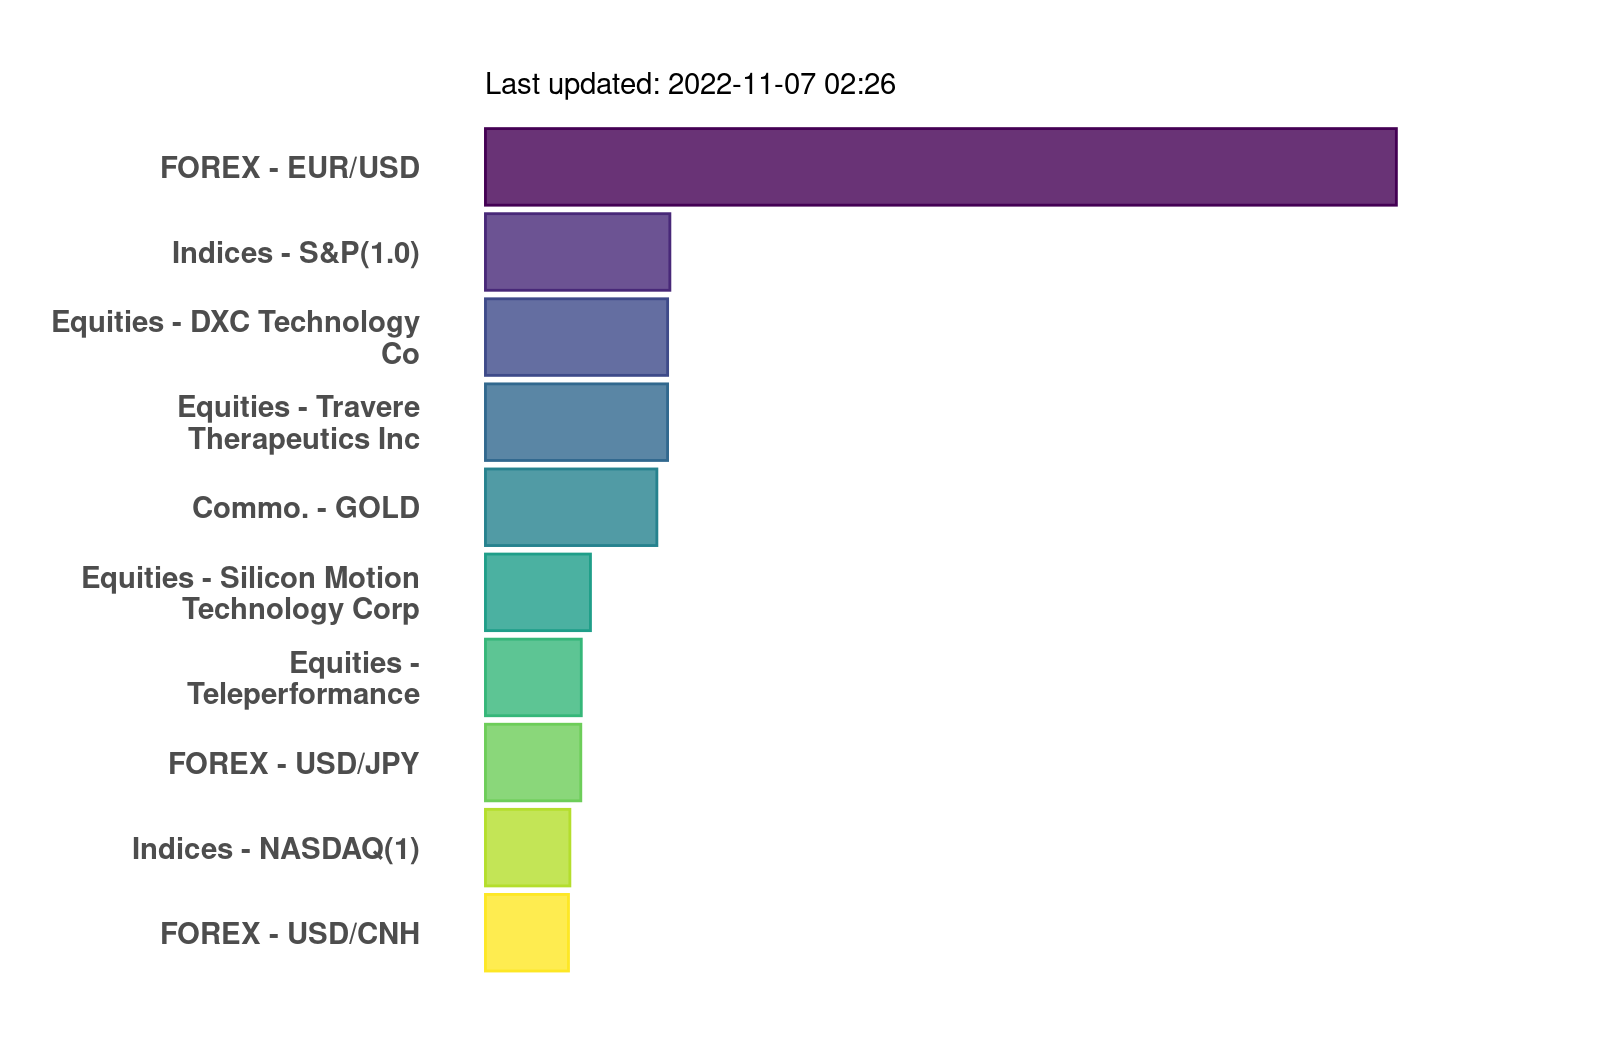 Last updated: 2022-11-07 02:26
FOREX - EUR/USD
Indices - S&P(1.0)
Equities - DXC Technology
Co
Equities - Travere
Therapeutics Inc
Commo. - GOLD
Equities - Silicon Motion
Technology Corp
Equities -
Teleperformance
FOREX - USD/JPY
Indices - NASDAQ(1)
FOREX - USD/CNH